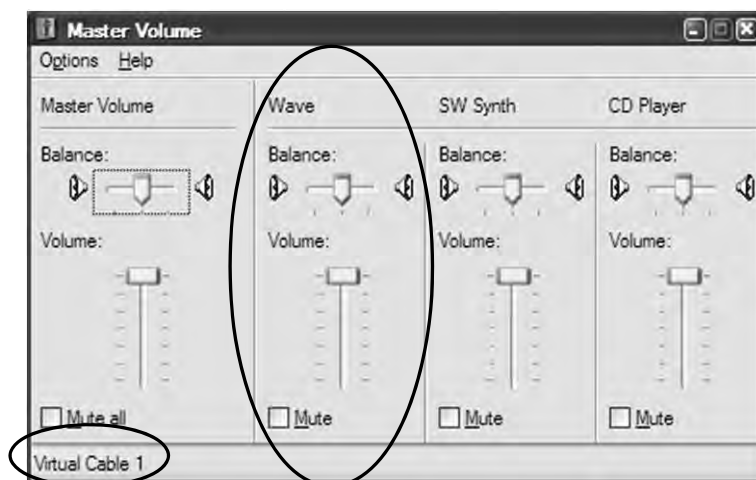 Master Volume
Options Help
Master Volume Wave SW Synth CD Player
Balance: Balance: Balance: Balance:
Volume: Volume: Volume: Volume:
Mute all Mute Mute Mute
Virtual Cable 1